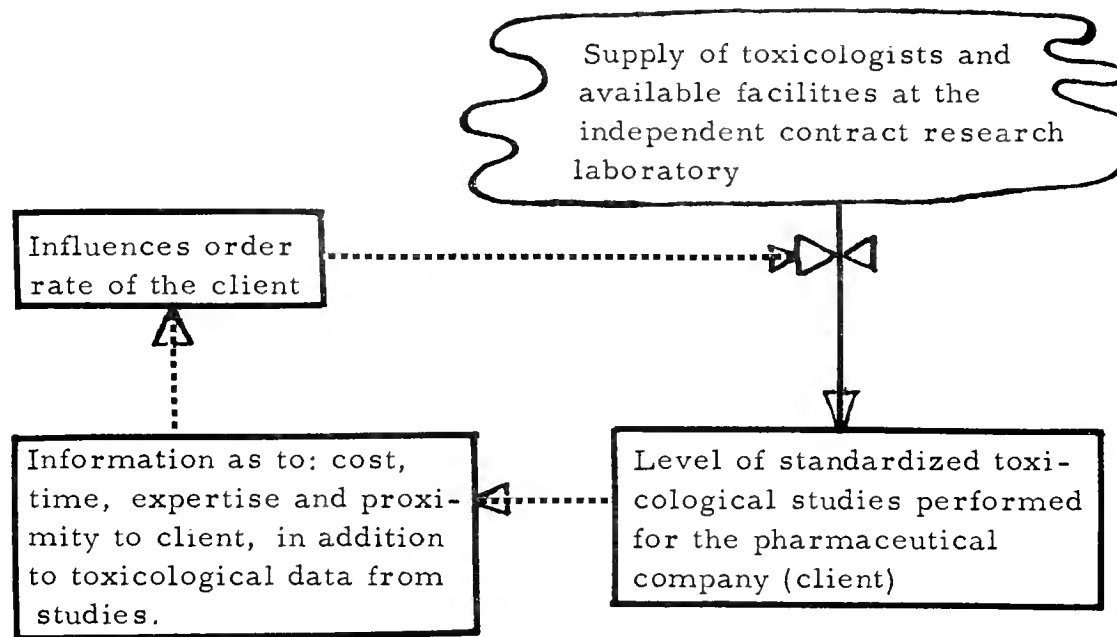 Supply of toxicologists and
available facilities at the
independent contract research
laboratory
Influences order
rate of the client
Information as to: cost,
time, expertise and proxi-
mity to client, in addition
to toxicological data from
studies.
Level of standardized toxi-
cological studies performed
for the pharmaceutical
company (client)